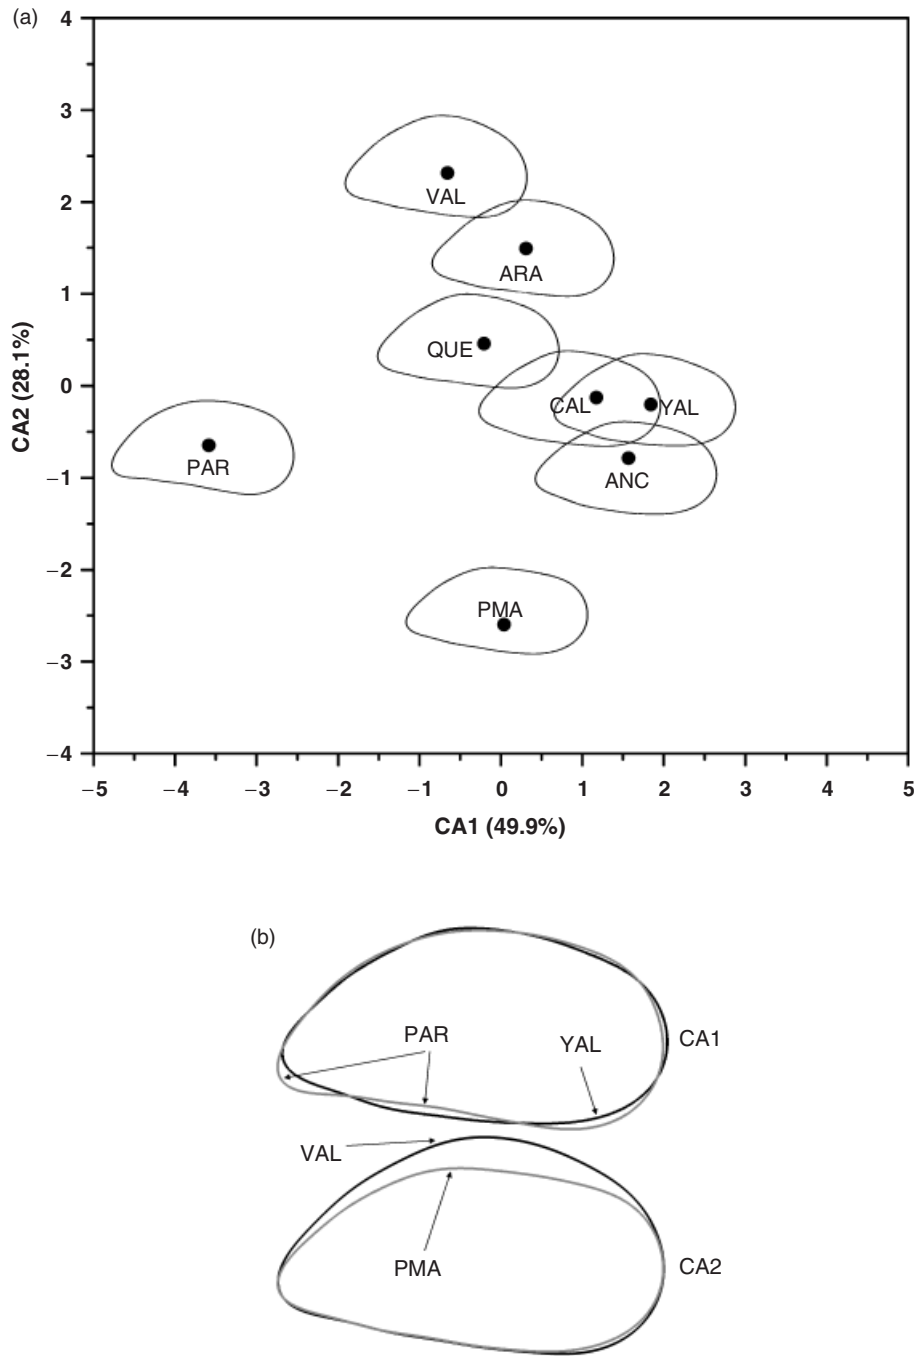 (a)
4
3
VAL
2
ARA
1
QUE
CA2 (28.1%)
0
CAL
YAL
PAR
−1
ANC
−2
PMA
−3
−4
−5 −4 −3 −2 −1 0 1 2 3 4 5
CA1 (49.9%)
(b)
PAR
YAL
CA1
VAL
PMA
CA2